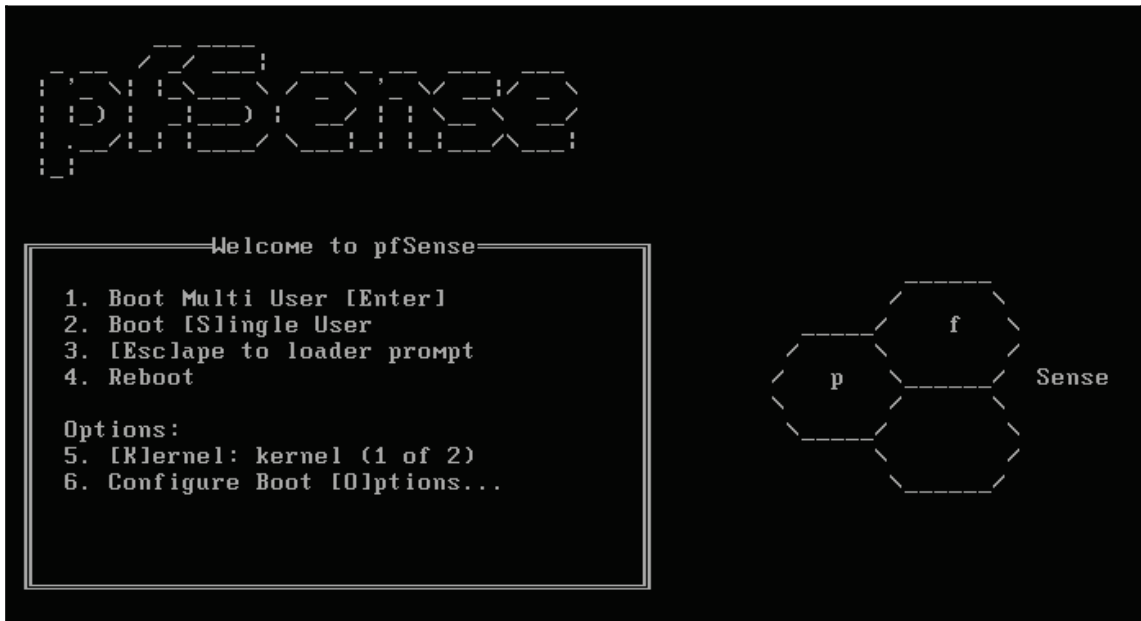 pfSense
Welcome to pfSense
1. Boot Multi User [Enter]
2. Boot [S]ingle User
3. [Esc]ape to loader prompt
4. Reboot
Options:
5. [K]ernel: kernel (1 of 2)
6. Configure Boot [O]ptions...
f
p
Sense